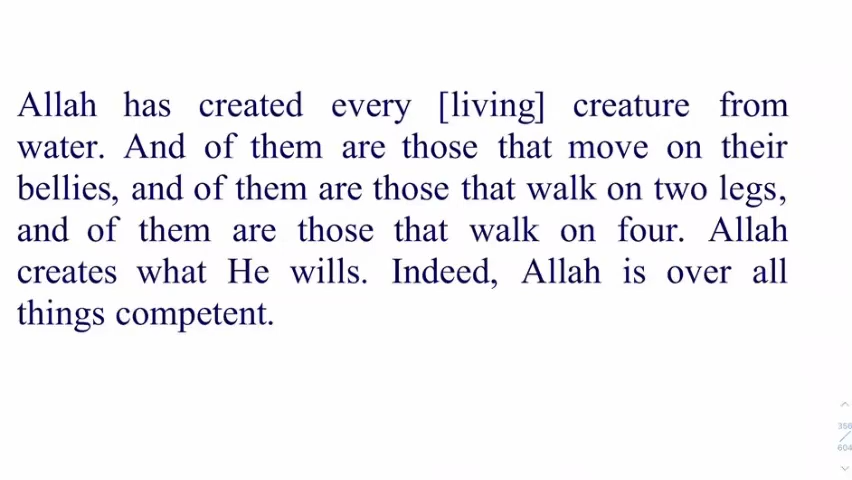 Allah has created every [living] creature from
water. And of them are those that move on their
bellies, and of them are those that walk on two legs,
and of them are those that walk on four. Allah
creates what He wills. Indeed, Allah is over all
things competent.
356
604